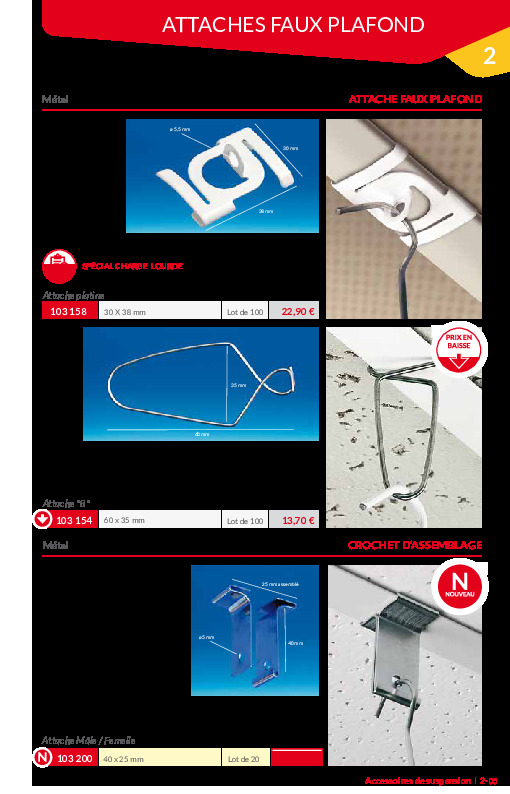 ATTACHES FAUX PLAFOND
2
Métal
ATTACHE FAUX PLAFOND
ø 5,5 mm
30 mm
38 mm
SPÉCIAL CHARGE LOURDE
Attache platine
103 158 30 X 38 mm Lot de 100 22,90 €
PRIX EN
BAISSE
35 mm
60 mm
Attache "8"
103 154 60 x 35 mm Lot de 100 13,70 €
Métal
CROCHET D'ASSEMBLAGE
N
NOUVEAU
25 mm assemblé
ø5 mm
40mm
Attache Mâle / Femelle
N 103 200 40 x 25 mm Lot de 20
Accessoires de suspension | 2-05